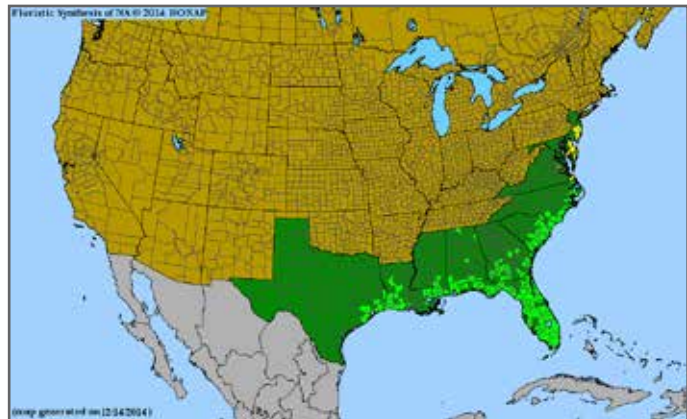 Floristic Synthesis of NA © 2014 BONAP
(map generated on 12/14/2014)